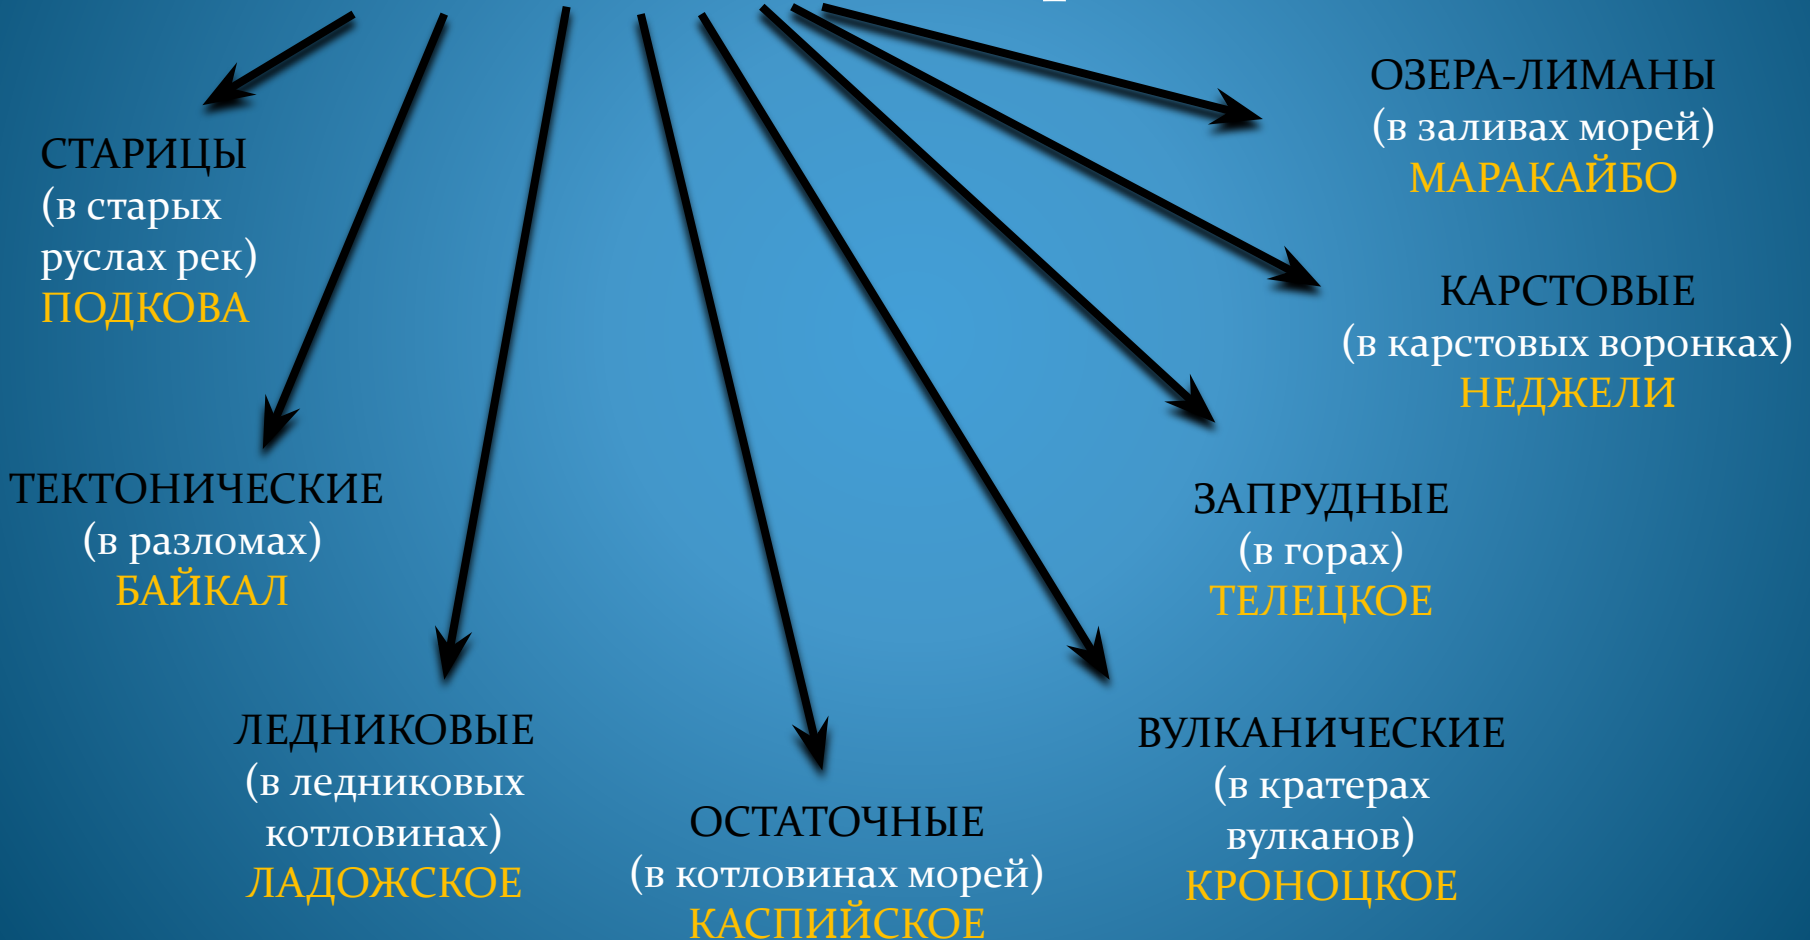 СТАРИЦЫ
(в старых
руслах рек)
ПОДКОВА
ТЕКТОНИЧЕСКИЕ
(в разломах)
БАЙКАЛ
ЛЕДНИКОВЫЕ
(в ледниковых
котловинах)
ЛАДОЖСКОЕ
ОСТАТОЧНЫЕ
(в котловинах морей)
КАСПИЙСКОЕ
ВУЛКАНИЧЕСКИЕ
(в кратерах
вулканов)
КРОНОЦКОЕ
ЗАПРУДНЫЕ
(в горах)
ТЕЛЕЦКОЕ
КАРСТОВЫЕ
(в карстовых воронках)
НЕДЖЕЛИ
ОЗЕРА-ЛИМАНЫ
(в заливах морей)
МАРАКАЙБО